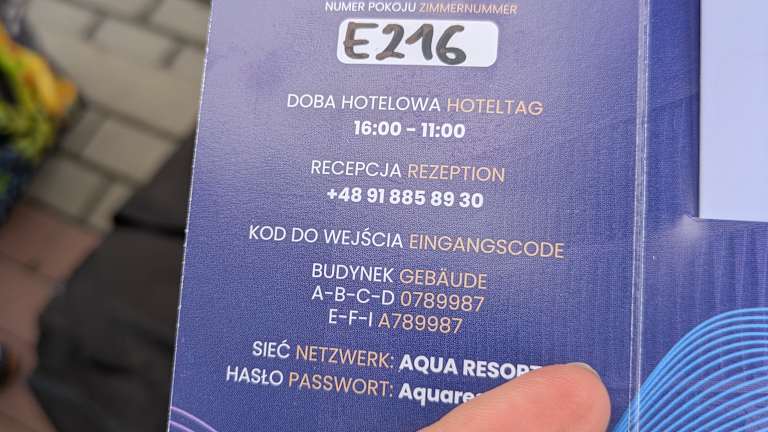 NUMER POKOJU ZIMMERNUMMER
E216
DOBA HOTELOWA HOTELTAG
16:00 - 11:00
RECEPCJA REZEPTION
+48 91 885 89 30
KOD DO WEJŚCIA EINGANGSCODE
BUDYNEK GEBÄUDE
A-B-C-D 0789987
E-F-I A789987
SIEĆ NETZWERK: AQUA RESORT
HASŁO PASSWORT: